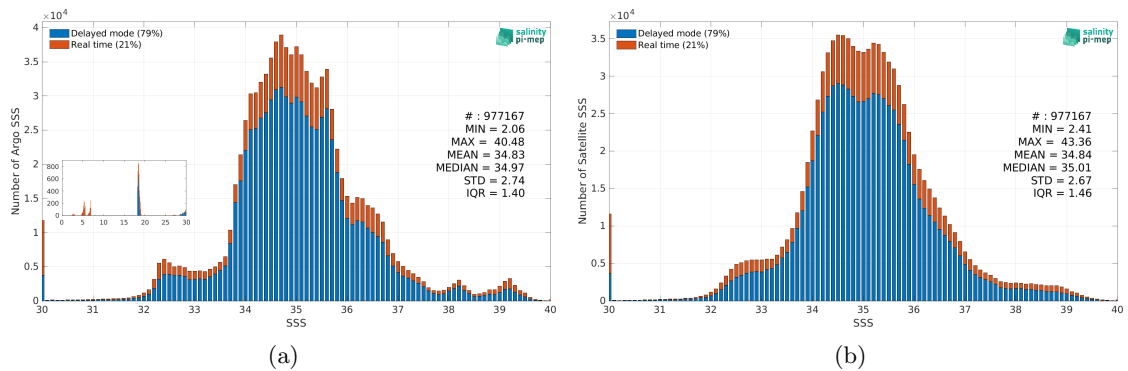 ×10⁴
4
3.5
3
2.5
2
1.5
1
0.5
0
Number of Argo SSS
Delayed mode (79%)
Real time (21%)
salinity
pi-mep
# : 977167
MIN = 2.06
MAX = 40.48
MEAN = 34.83
MEDIAN = 34.97
STD = 2.74
IQR = 1.40
800
600
400
200
0
0 5 10 15 20 25 30
30 31 32 33 34 35 36 37 38 39 40
SSS
(a)
×10⁴
3.5
3
2.5
2
1.5
1
0.5
0
Number of Satellite SSS
Delayed mode (79%)
Real time (21%)
salinity
pi-mep
# : 977167
MIN = 2.41
MAX = 43.36
MEAN = 34.84
MEDIAN = 35.01
STD = 2.67
IQR = 1.46
30 31 32 33 34 35 36 37 38 39 40
SSS
(b)